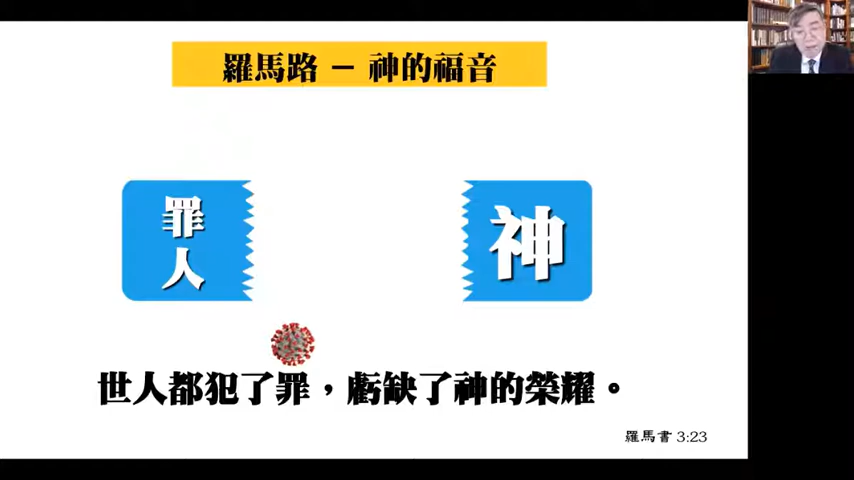 羅馬路 － 神的福音
罪
人
神
世人都犯了罪，虧缺了神的榮耀。
羅馬書 3:23